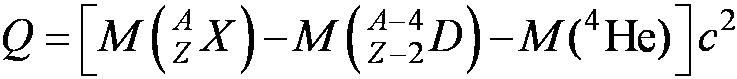 Q = [M(^A_Z X) − M(^{A−4}_{Z−2} D) − M(^4He)]c^2